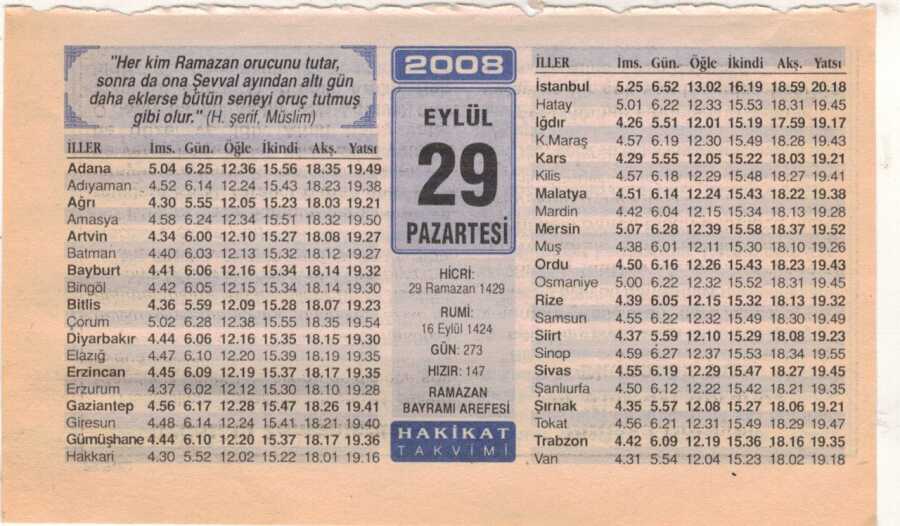 "Her kim Ramazan orucunu tutar,
sonra da ona Şevval ayından altı gün
daha eklerse bütün seneyi oruç tutmuş
gibi olur." (H. şerif, Müslim)
İLLER İms. Gün. Öğle İkindi Akş. Yatsı
Adana 5.04 6.25 12.36 15.56 18.35 19.49
Adıyaman 4.52 6.14 12.24 15.43 18.23 19.38
Ağrı 4.30 5.55 12.05 15.23 18.03 19.21
Amasya 4.58 6.24 12.34 15.51 18.32 19.50
Artvin 4.34 6.00 12.10 15.27 18.08 19.27
Batman 4.40 6.03 12.13 15.32 18.12 19.27
Bayburt 4.41 6.06 12.16 15.34 18.14 19.32
Bingöl 4.42 6.05 12.15 15.34 18.14 19.30
Bitlis 4.36 5.59 12.09 15.28 18.07 19.23
Çorum 5.02 6.28 12.38 15.55 18.35 19.54
Diyarbakır 4.44 6.06 12.16 15.35 18.15 19.30
Elazığ 4.47 6.10 12.20 15.39 18.19 19.35
Erzincan 4.45 6.09 12.19 15.37 18.17 19.35
Erzurum 4.37 6.02 12.12 15.30 18.10 19.28
Gaziantep 4.56 6.17 12.28 15.47 18.26 19.41
Giresun 4.48 6.14 12.24 15.41 18.21 19.40
Gümüşhane 4.44 6.10 12.20 15.37 18.17 19.36
Hakkari 4.30 5.52 12.02 15.22 18.01 19.16
2008
EYLÜL
29
PAZARTESİ
HİCRİ:
29 Ramazan 1429
RUMİ:
16 Eylül 1424
GÜN: 273
HIZIR: 147
RAMAZAN
BAYRAMI AREFESİ
HAKİKAT
TAKVİMİ
İLLER İms. Gün. Öğle İkindi Akş. Yatsı
İstanbul 5.25 6.52 13.02 16.19 18.59 20.18
Hatay 5.01 6.22 12.33 15.53 18.31 19.45
Iğdır 4.26 5.51 12.01 15.19 17.59 19.17
K.Maraş 4.57 6.19 12.30 15.49 18.28 19.43
Kars 4.29 5.55 12.05 15.22 18.03 19.21
Kilis 4.57 6.18 12.29 15.48 18.27 19.41
Malatya 4.51 6.14 12.24 15.43 18.22 19.38
Mardin 4.42 6.04 12.15 15.34 18.13 19.28
Mersin 5.07 6.28 12.39 15.58 18.37 19.52
Muş 4.38 6.01 12.11 15.30 18.10 19.26
Ordu 4.50 6.16 12.26 15.43 18.23 19.43
Osmaniye 5.00 6.22 12.32 15.52 18.31 19.45
Rize 4.39 6.05 12.15 15.32 18.13 19.32
Samsun 4.55 6.22 12.32 15.49 18.30 19.49
Siirt 4.37 5.59 12.10 15.29 18.08 19.23
Sinop 4.59 6.27 12.37 15.53 18.34 19.55
Sivas 4.55 6.19 12.29 15.47 18.27 19.45
Şanlıurfa 4.50 6.12 12.22 15.42 18.21 19.35
Şırnak 4.35 5.57 12.08 15.27 18.06 19.21
Tokat 4.56 6.21 12.31 15.49 18.29 19.47
Trabzon 4.42 6.09 12.19 15.36 18.16 19.35
Van 4.31 5.54 12.04 15.23 18.02 19.18